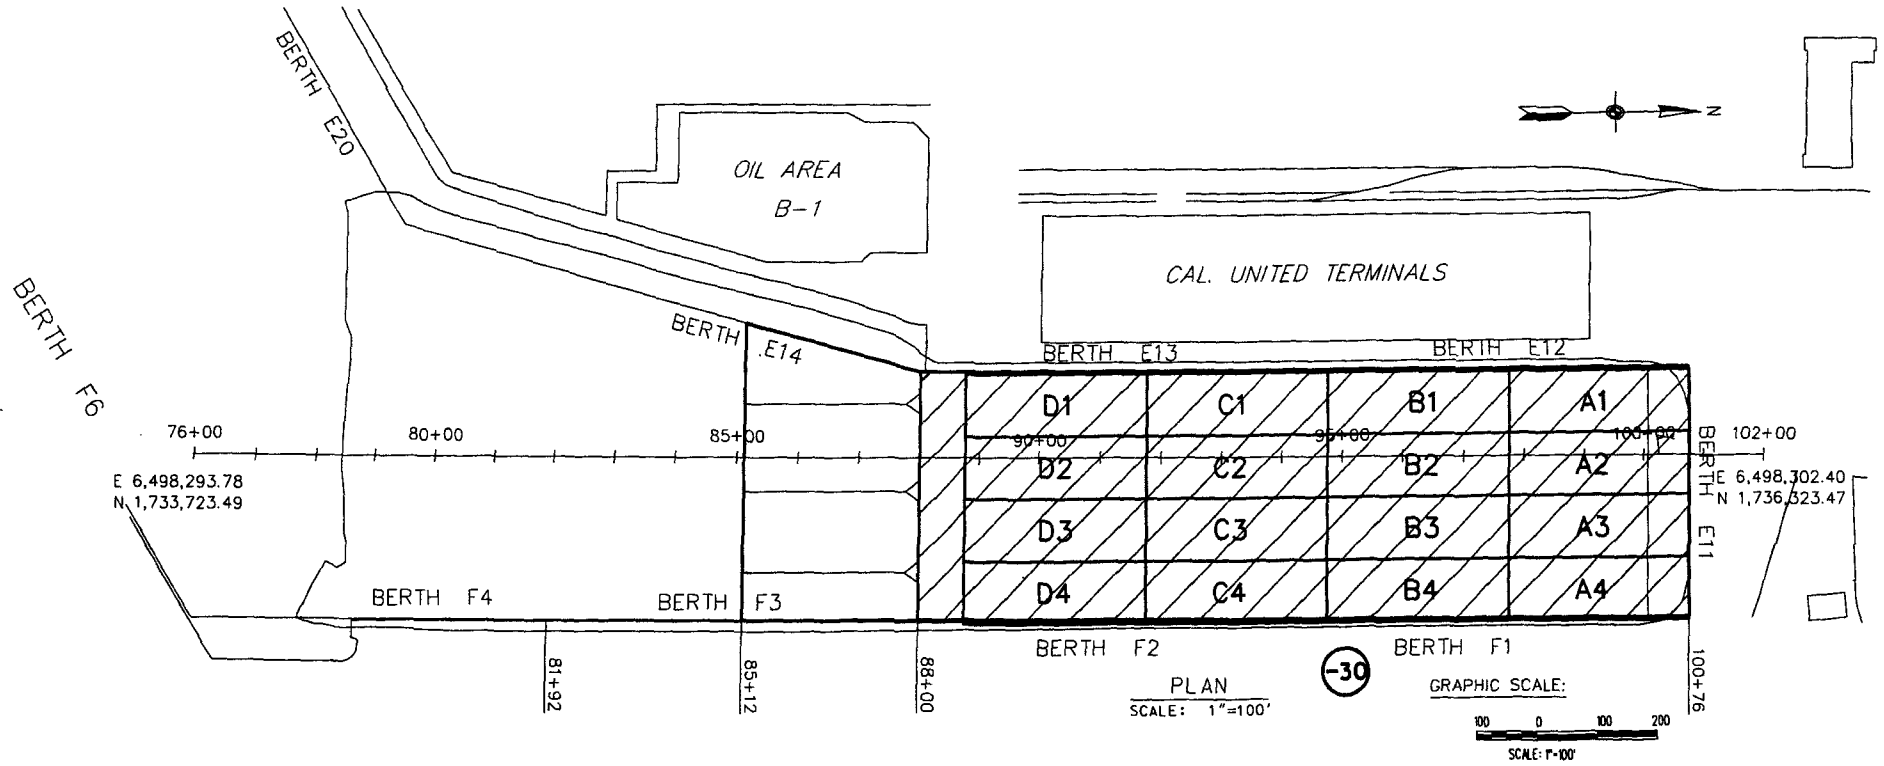 BERTH E20
OIL AREA
B-1
N
CAL. UNITED TERMINALS
BERTH F6
BERTH E14
BERTH E13
BERTH E12
D1
C1
B1
A1
76+00
80+00
85+00
90+00
95+00
100+00
102+00
BERTH E11
D2
C2
B2
A2
E 6,498,293.78
N 1,733,723.49
E 6,498,302.40
N 1,736,323.47
D3
C3
B3
A3
D4
C4
B4
A4
BERTH F4
BERTH F3
BERTH F2
BERTH F1
81+92
85+12
88+00
100+76
-30
PLAN
SCALE: 1"=100'
GRAPHIC SCALE:
100 0 100 200
SCALE: 1"-100'